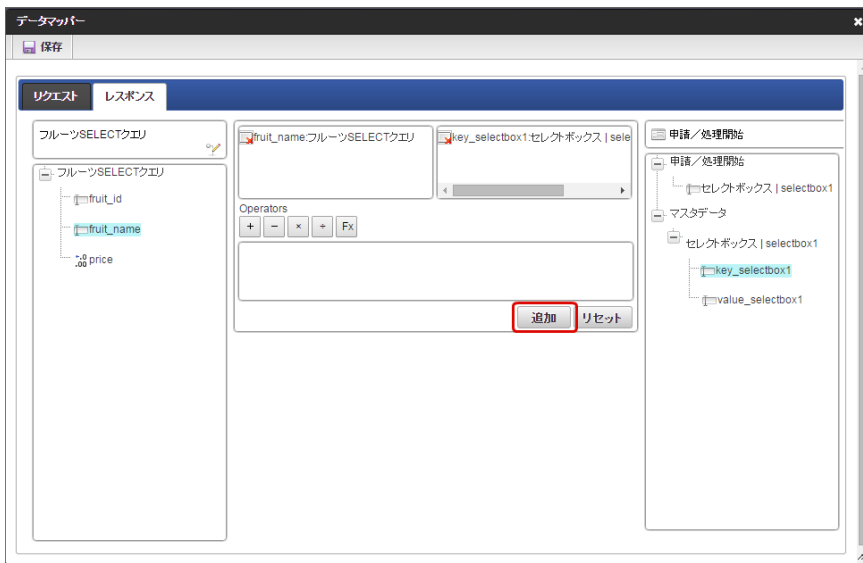 データマッパー
保存
リクエスト
レスポンス
フルーツSELECTクエリ
フルーツSELECTクエリ
fruit_id
fruit_name
price
fruit_name:フルーツSELECTクエリ
key_selectbox1:セレクトボックス | sele
Operators
+ − × ÷ Fx
追加
リセット
申請／処理開始
申請／処理開始
セレクトボックス | selectbox1
マスタデータ
セレクトボックス | selectbox1
key_selectbox1
value_selectbox1